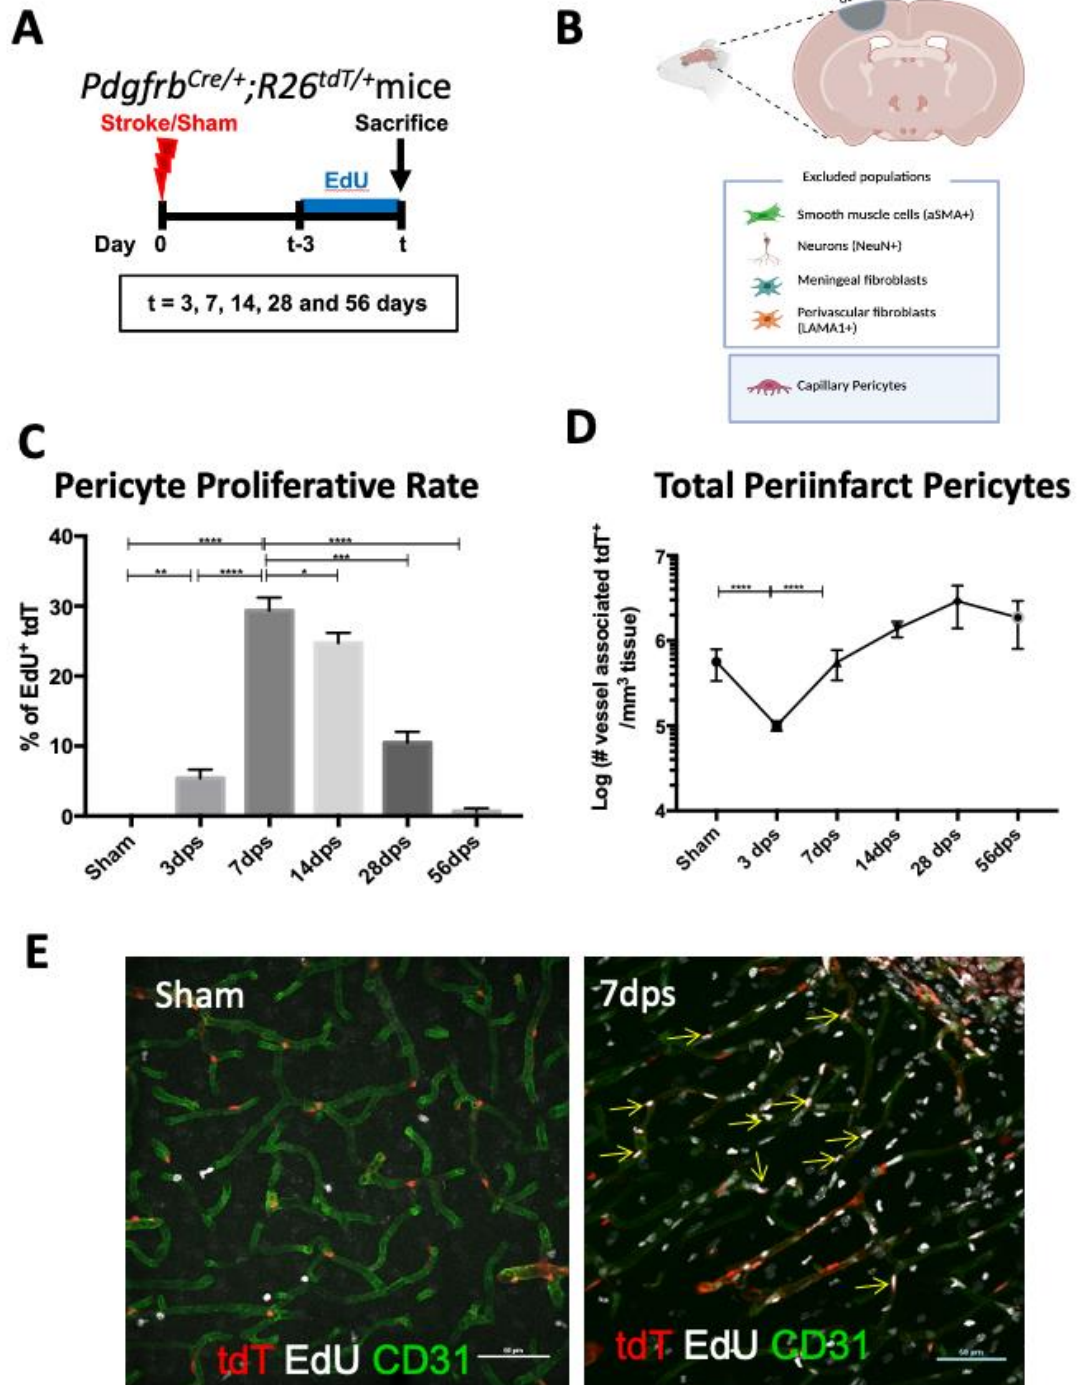 A
Pdgfrb^Cre/+;R26^tdT/+mice
Stroke/Sham
Sacrifice
EdU
Day 0 t-3 t
t = 3, 7, 14, 28 and 56 days
B
Excluded populations
Smooth muscle cells (aSMA+)
Neurons (NeuN+)
Meningeal fibroblasts
Perivascular fibroblasts
(LAMA1+)
Capillary Pericytes
C
Pericyte Proliferative Rate
% of EdU⁺ tdT
40
30
20
10
0
**** ****
***
** **** *
Sham 3dps 7dps 14dps 28dps 56dps
D
Total Periinfarct Pericytes
Log (# vessel associated tdT⁺
/mm³ tissue)
7
6
5
4
**** ****
Sham 3 dps 7dps 14dps 28 dps 56dps
E
Sham
tdT EdU CD31
50 µm
7dps
tdT EdU CD31
50 µm